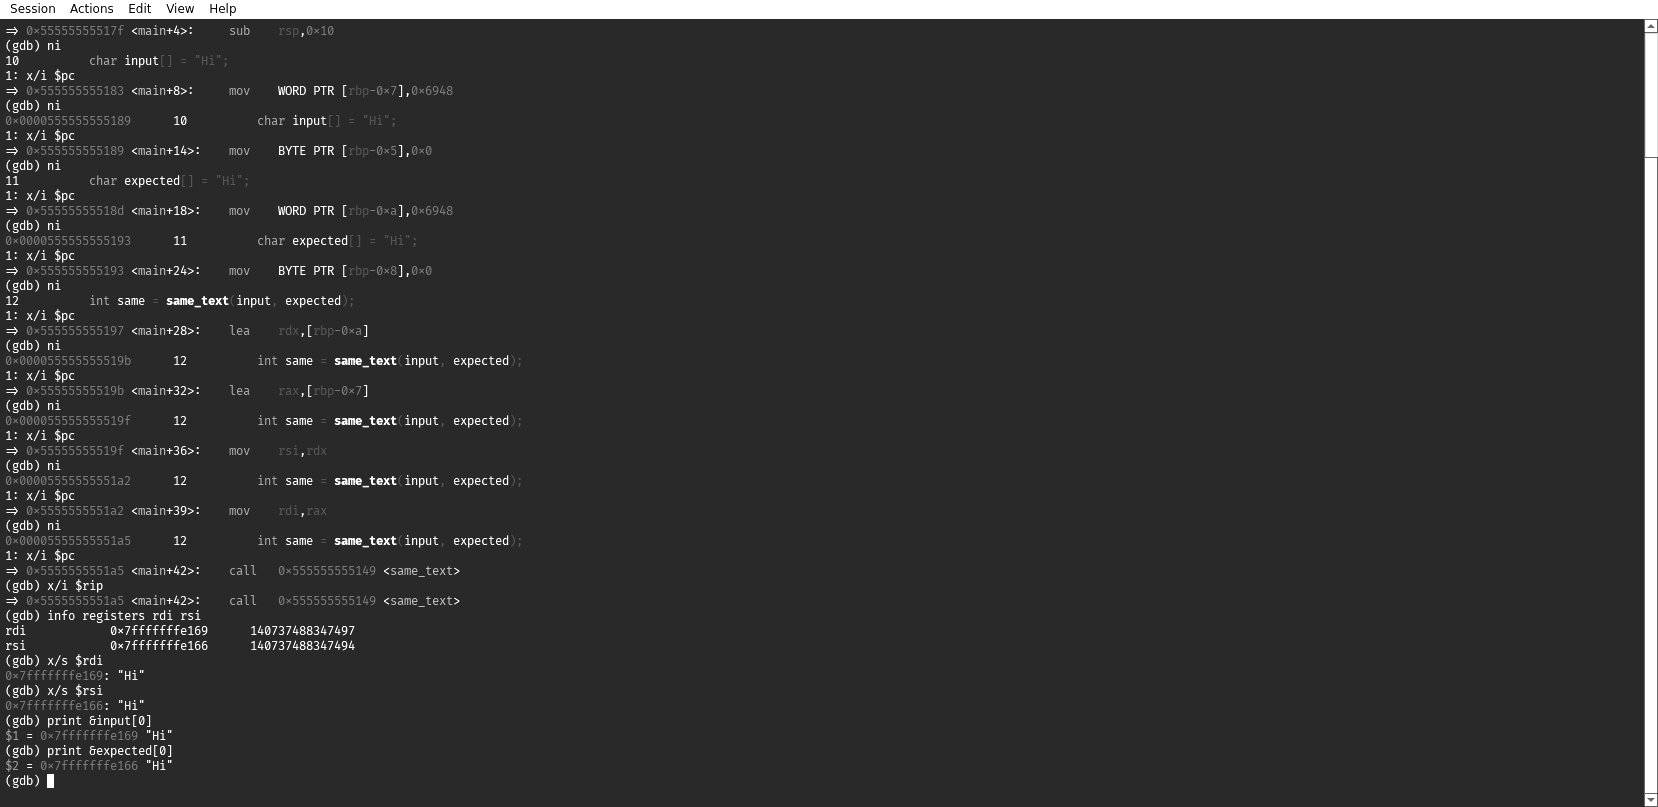 Session Actions Edit View Help
=> 0x55555555517f <main+4>: sub rsp,0x10
(gdb) ni
10 char input[] = "Hi";
1: x/i $pc
=> 0x555555555183 <main+8>: mov WORD PTR [rbp-0x7],0x6948
(gdb) ni
0x0000555555555189 10 char input[] = "Hi";
1: x/i $pc
=> 0x555555555189 <main+14>: mov BYTE PTR [rbp-0x5],0x0
(gdb) ni
11 char expected[] = "Hi";
1: x/i $pc
=> 0x55555555518d <main+18>: mov WORD PTR [rbp-0xa],0x6948
(gdb) ni
0x0000555555555193 11 char expected[] = "Hi";
1: x/i $pc
=> 0x555555555193 <main+24>: mov BYTE PTR [rbp-0x8],0x0
(gdb) ni
12 int same = same_text(input, expected);
1: x/i $pc
=> 0x555555555197 <main+28>: lea rdx,[rbp-0xa]
(gdb) ni
0x000055555555519b 12 int same = same_text(input, expected);
1: x/i $pc
=> 0x55555555519b <main+32>: lea rax,[rbp-0x7]
(gdb) ni
0x000055555555519f 12 int same = same_text(input, expected);
1: x/i $pc
=> 0x55555555519f <main+36>: mov rsi,rdx
(gdb) ni
0x00005555555551a2 12 int same = same_text(input, expected);
1: x/i $pc
=> 0x5555555551a2 <main+39>: mov rdi,rax
(gdb) ni
0x00005555555551a5 12 int same = same_text(input, expected);
1: x/i $pc
=> 0x5555555551a5 <main+42>: call 0x555555555149 <same_text>
(gdb) x/i $rip
=> 0x5555555551a5 <main+42>: call 0x555555555149 <same_text>
(gdb) info registers rdi rsi
rdi 0x7fffffffe169 140737488347497
rsi 0x7fffffffe166 140737488347494
(gdb) x/s $rdi
0x7fffffffe169: "Hi"
(gdb) x/s $rsi
0x7fffffffe166: "Hi"
(gdb) print &input[0]
$1 = 0x7fffffffe169 "Hi"
(gdb) print &expected[0]
$2 = 0x7fffffffe166 "Hi"
(gdb)